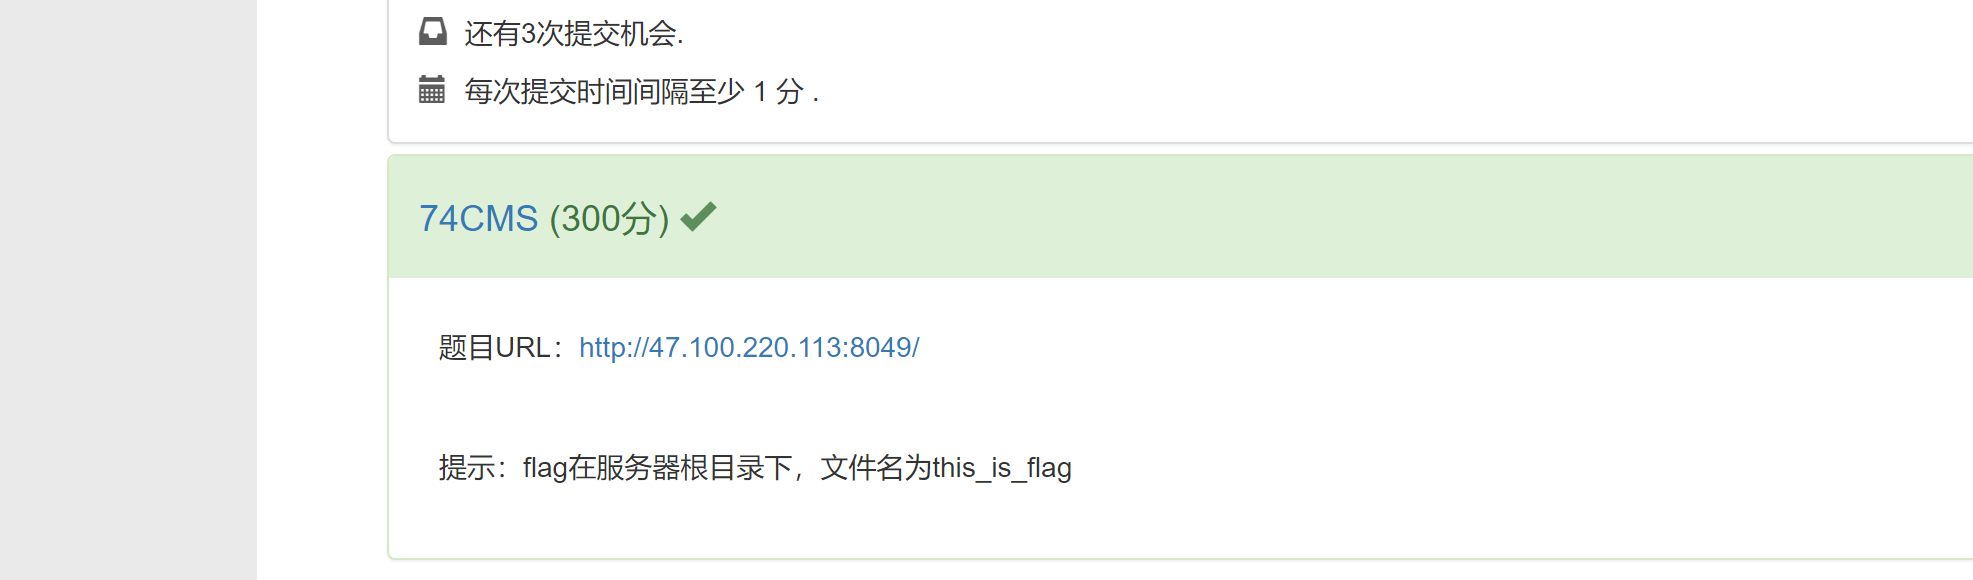 还有3次提交机会.
每次提交时间间隔至少 1 分 .
74CMS (300分)
题目URL：http://47.100.220.113:8049/
提示：flag在服务器根目录下，文件名为this_is_flag